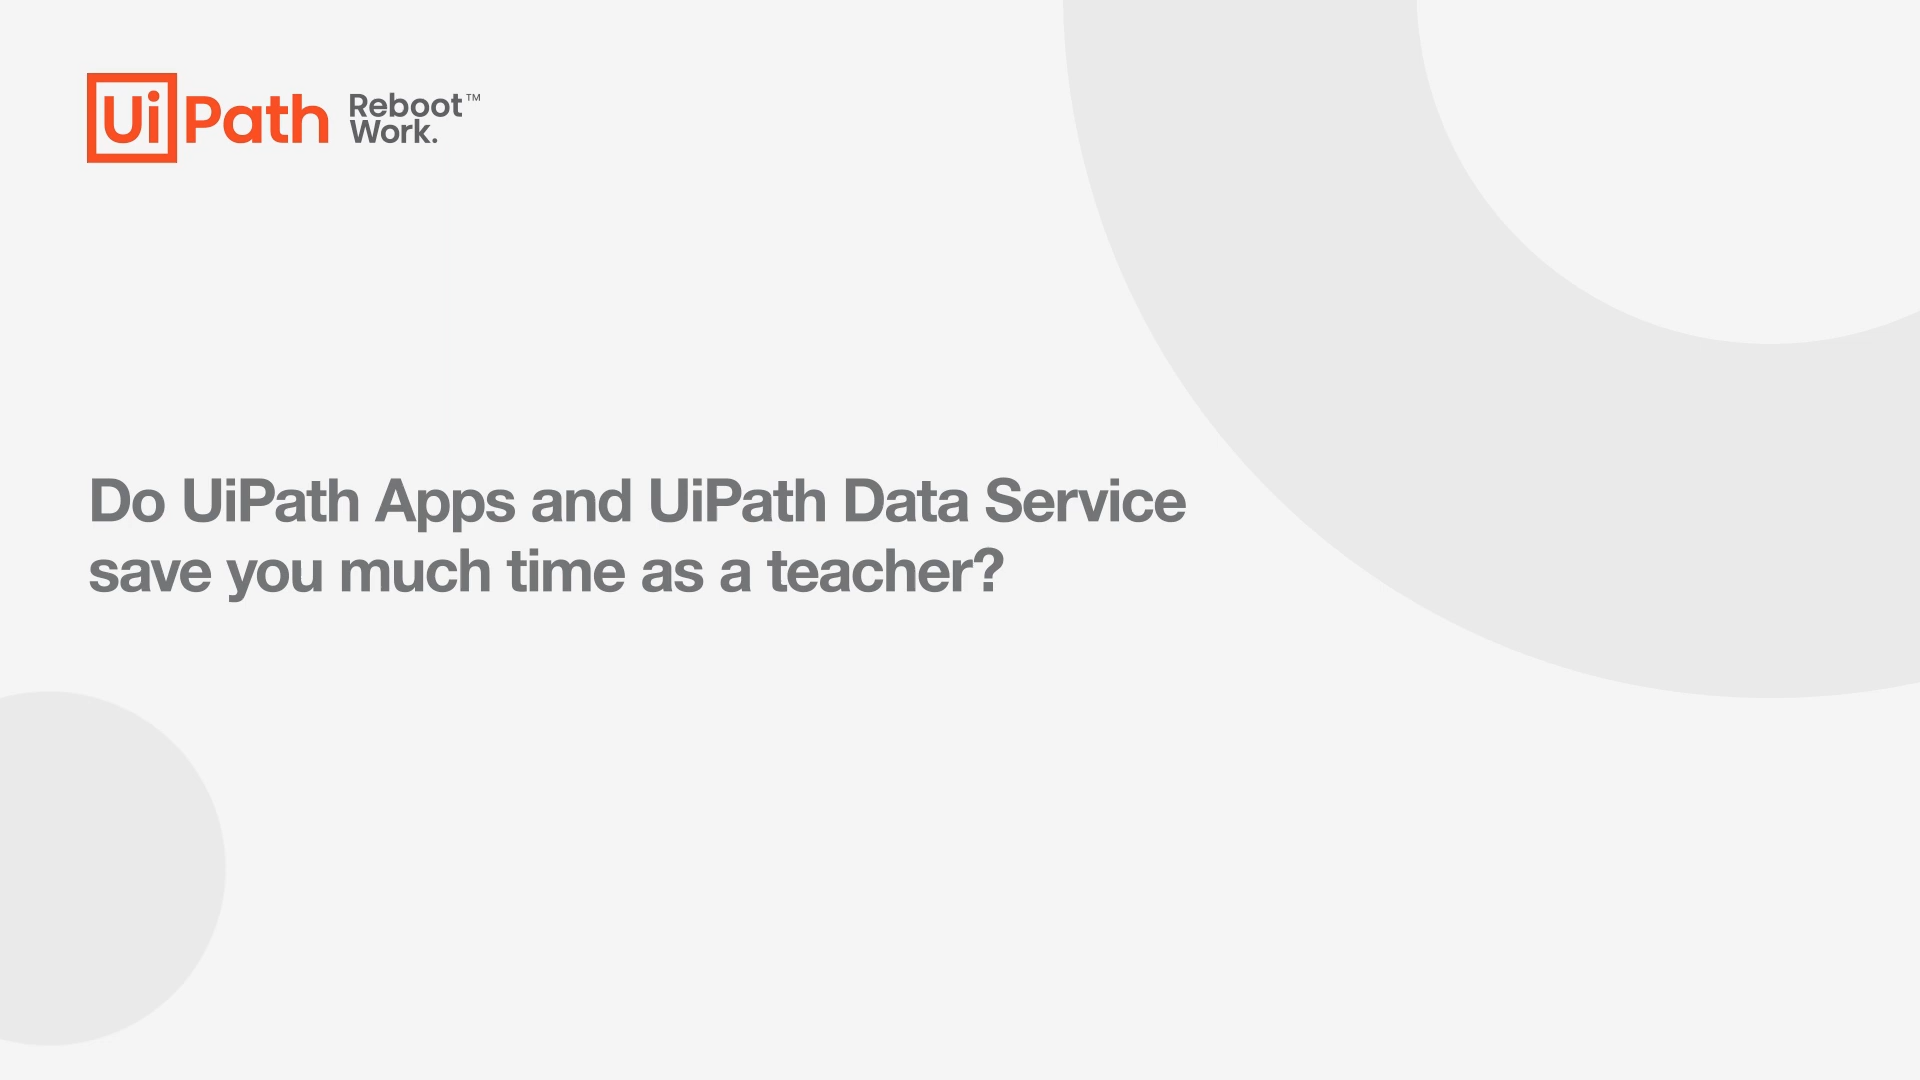 UiPath
Reboot™
Work.
Do UiPath Apps and UiPath Data Service
save you much time as a teacher?